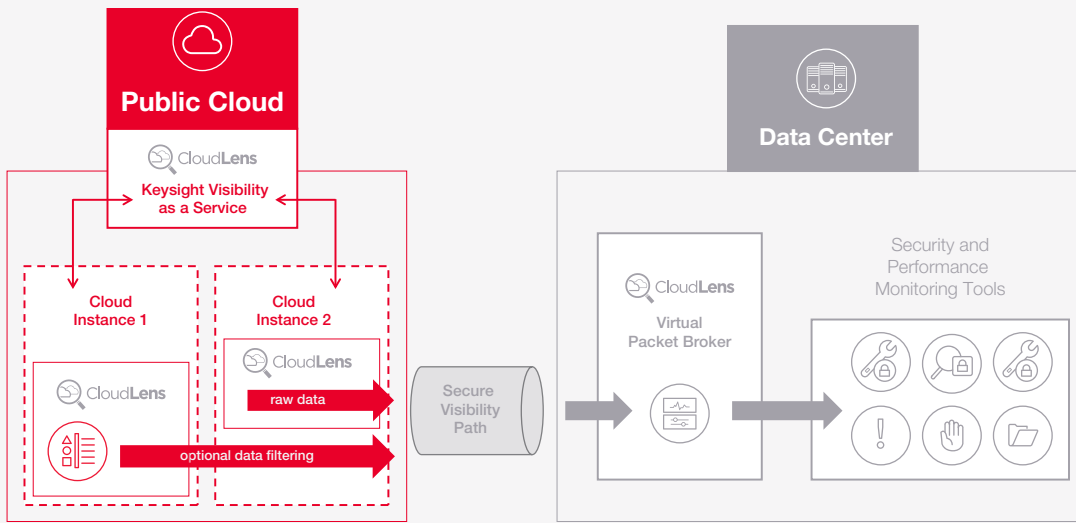 Public Cloud
CloudLens
Keysight Visibility
as a Service
Cloud
Instance 1
CloudLens
optional data filtering
Cloud
Instance 2
CloudLens
raw data
Secure
Visibility
Path
Data Center
CloudLens
Virtual
Packet Broker
Security and
Performance
Monitoring Tools